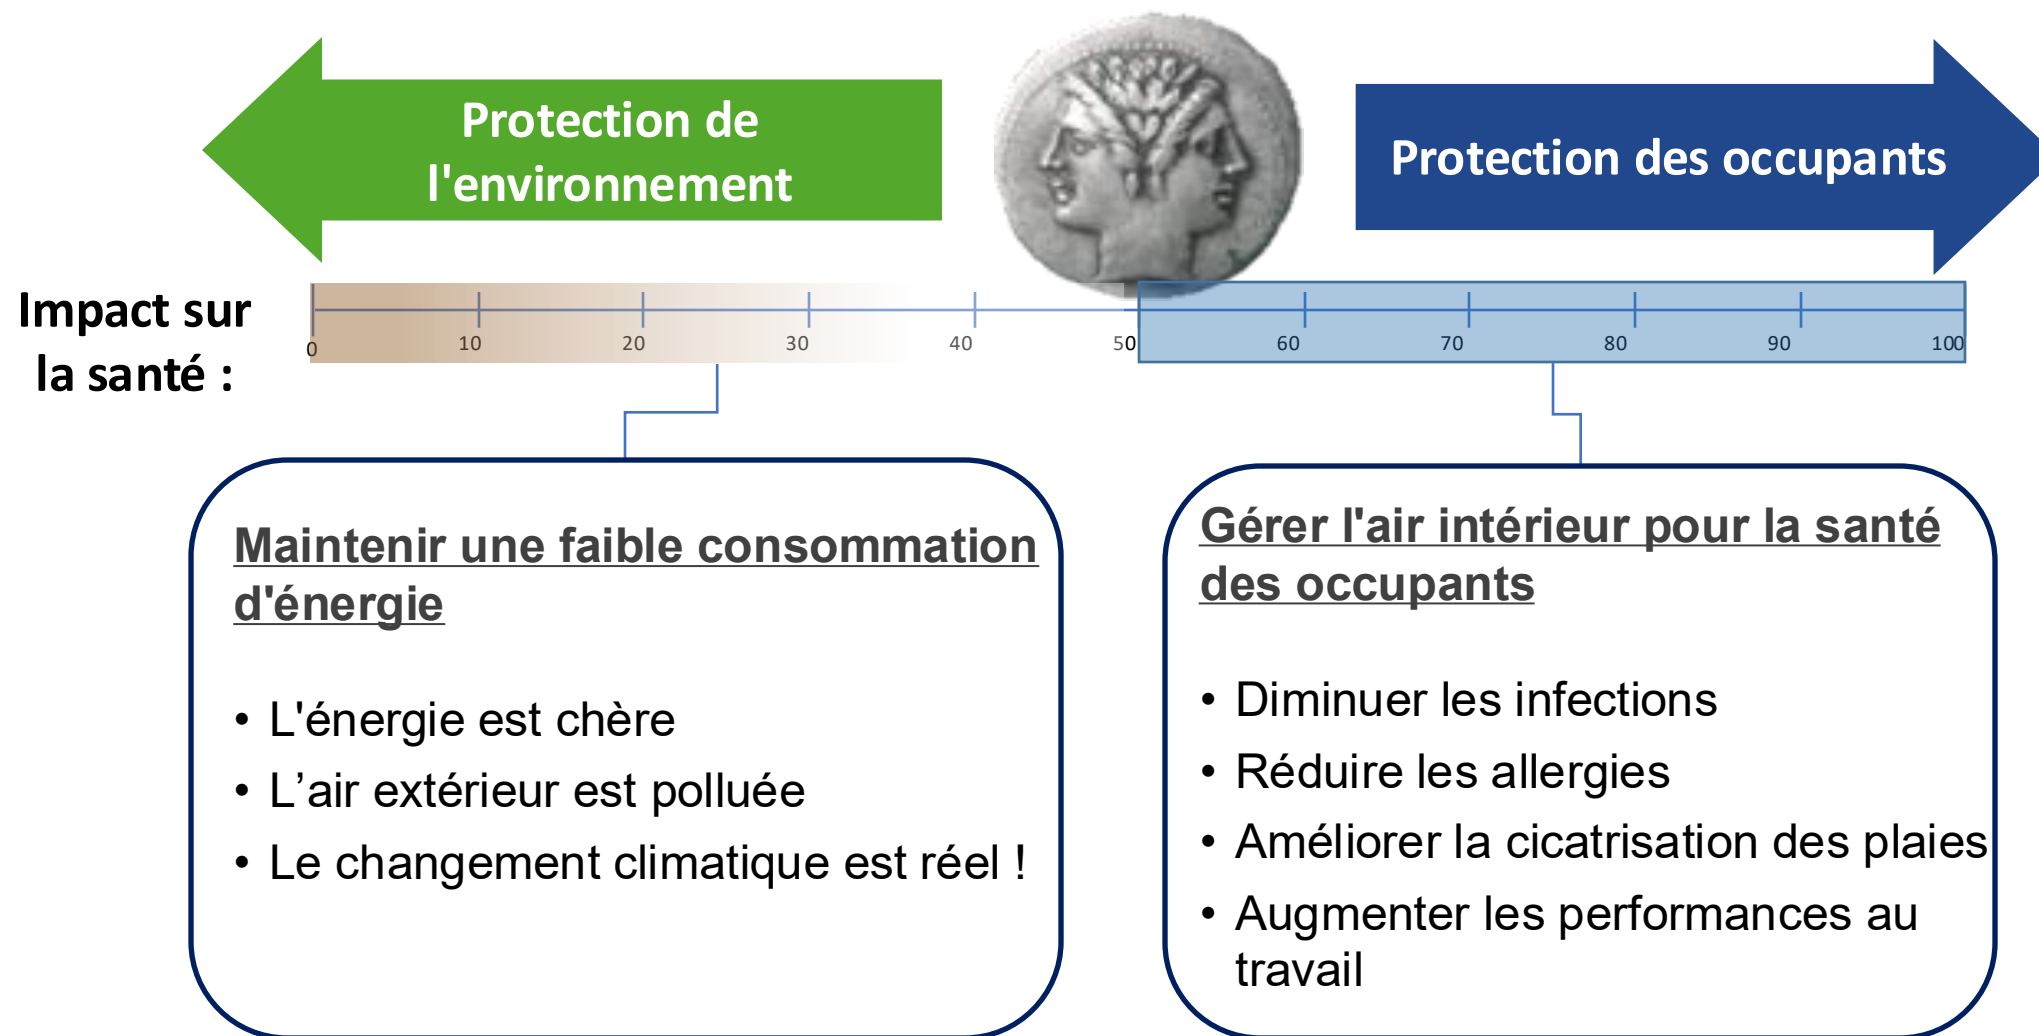 Protection de
l'environnement
Protection des occupants
Impact sur
la santé :
0 10 20 30 40 50 60 70 80 90 100
Maintenir une faible consommation
d'énergie
• L'énergie est chère
• L’air extérieur est polluée
• Le changement climatique est réel !
Gérer l'air intérieur pour la santé
des occupants
• Diminuer les infections
• Réduire les allergies
• Améliorer la cicatrisation des plaies
• Augmenter les performances au
travail